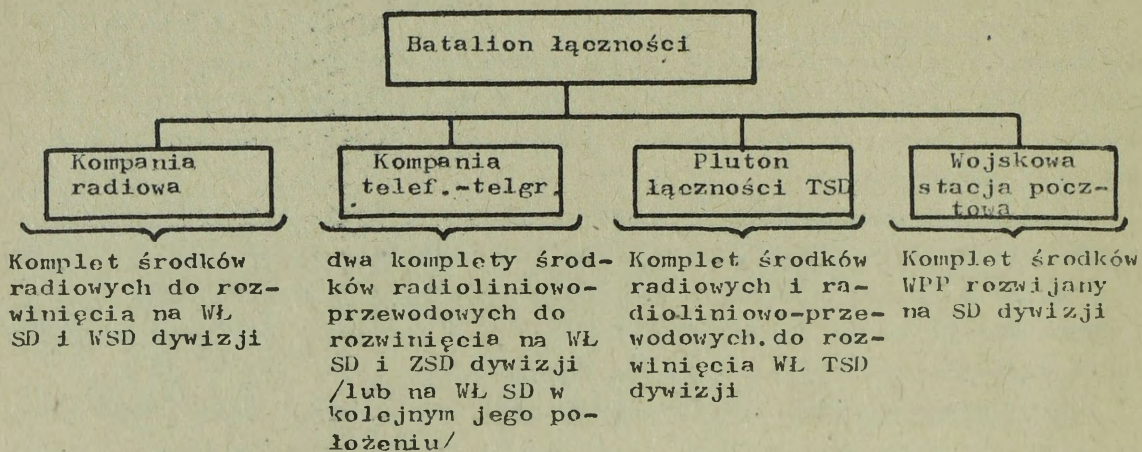 Batalion łączności
Kompania
radiowa
Kompania
telef.-telgr.
Pluton
łączności TSD
Wojskowa
stacja pocz-
towa
Komplet środków
radiowych do roz-
winięcia na WŁ
SD i WSD dywizji
dwa komplety środ-
ków radioliniowo-
przewodowych do
rozwinięcia na WŁ
SD i ZSD dywizji
/lub na WŁ SD w
kolejnym jego po-
łożeniu/
Komplet środków
radiowych i ra-
dioliniowo-prze-
wodowych.do roz-
winięcia WŁ TSD
dywizji
Komplet środków
WPP rozwijany
na SD dywizji